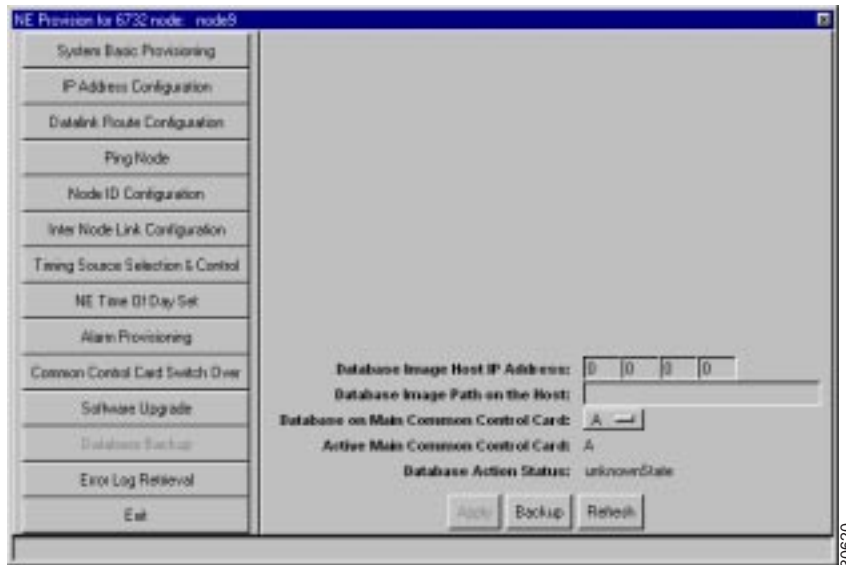 NE Provision for 6732 node: node9
System Basic Provisioning
IP Address Configuration
Datalink Route Configuration
Ping Node
Node ID Configuration
Inter Node Link Configuration
Timing Source Selection & Control
NE Time Of Day Set
Alarm Provisioning
Common Control Card Switch Over
Software Upgrade
Database Backup
Error Log Retrieval
Exit
Database Image Host IP Address: 0 0 0 0
Database Image Path on the Host:
Database on Main Common Control Card: A
Active Main Common Control Card: A
Database Action Status: unknownState
Apply Backup Refresh